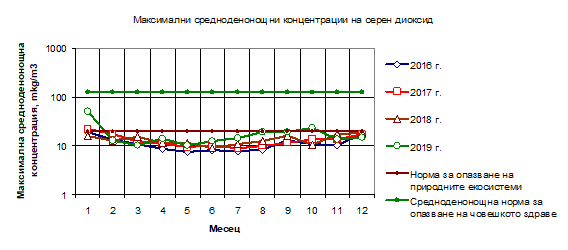 Максимални средноденонощни концентрации на серен диоксид
Максимална средноденонощна
концентрация, mkg/m3
1000
100
10
1
1 2 3 4 5 6 7 8 9 10 11 12
Месец
2016 г.
2017 г.
2018 г.
2019 г.
Норма за опазване на
природните екосистеми
Средноденонощна норма за
опазване на човешкото здраве